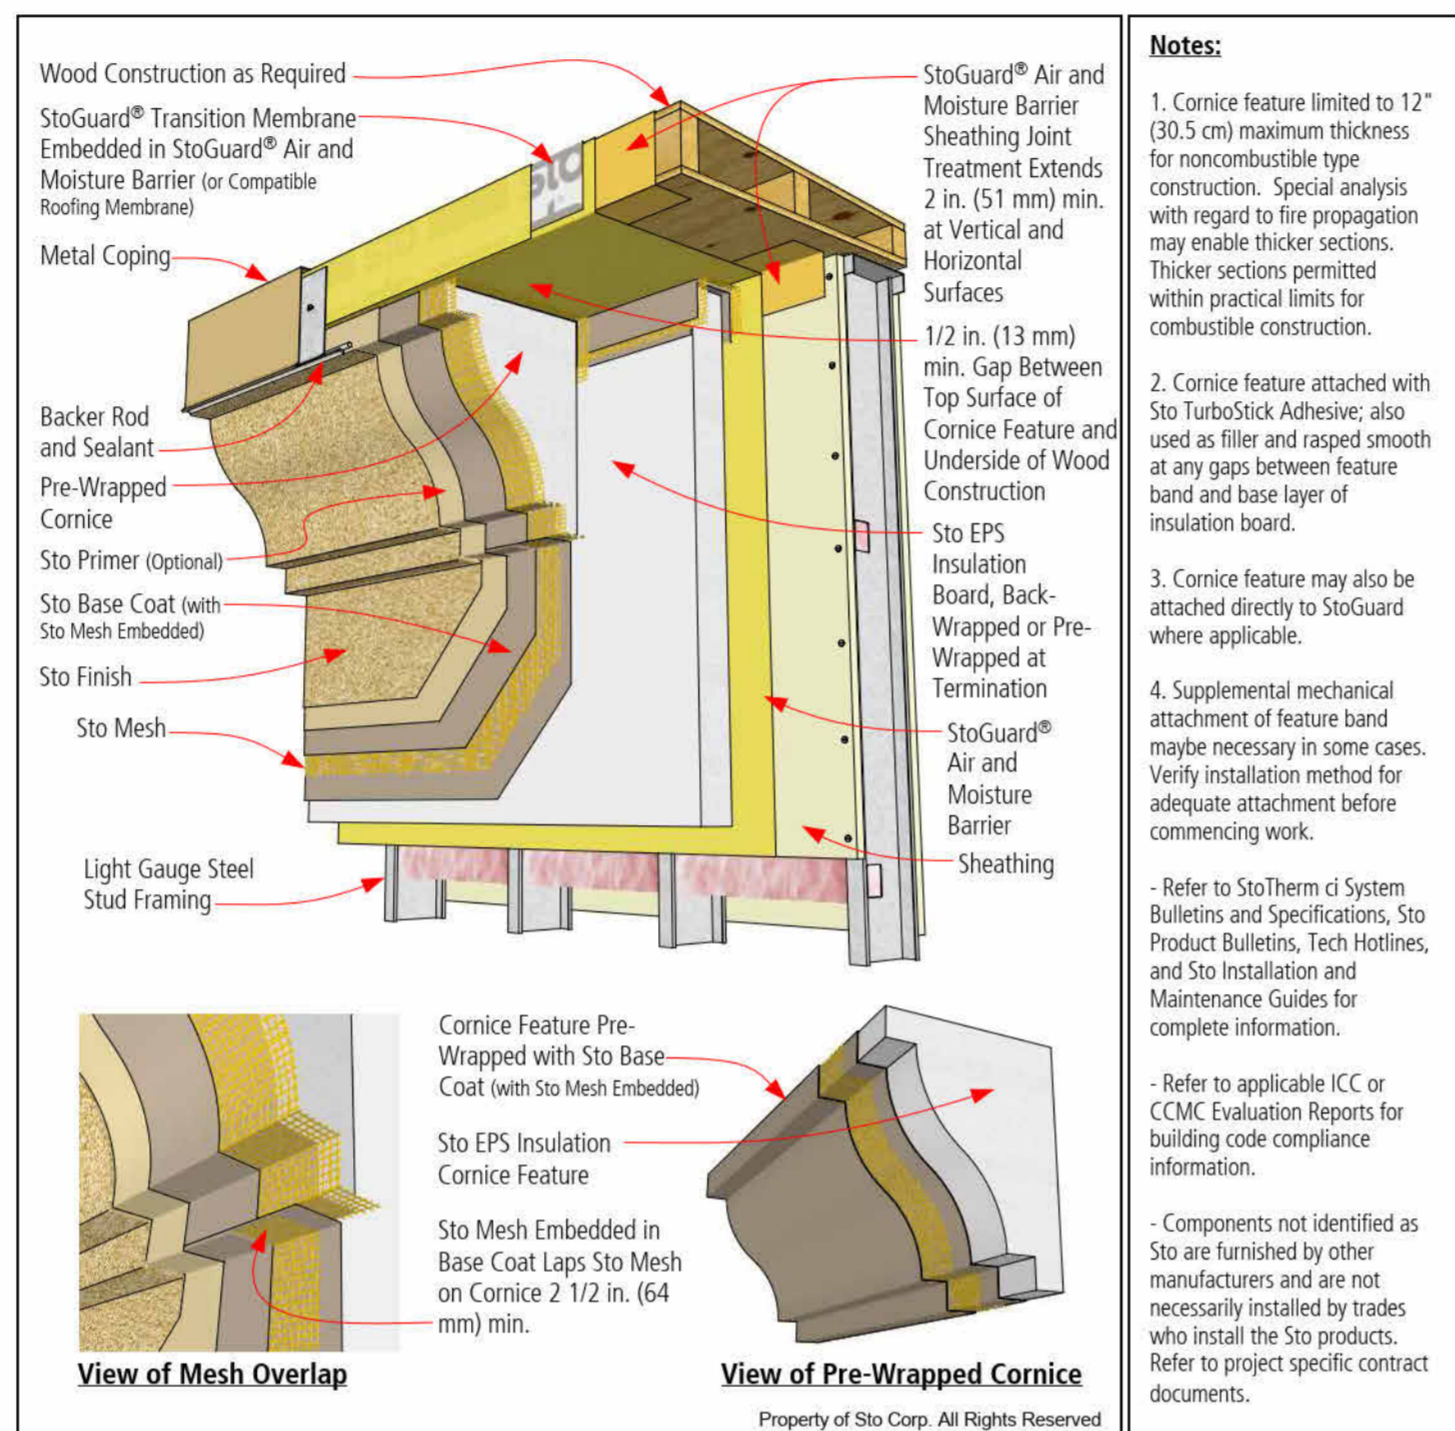 Wood Construction as Required
StoGuard® Transition Membrane
Embedded in StoGuard® Air and
Moisture Barrier (or Compatible
Roofing Membrane)
Metal Coping
Backer Rod
and Sealant
Pre-Wrapped
Cornice
Sto Primer (Optional)
Sto Base Coat (with
Sto Mesh Embedded)
Sto Finish
Sto Mesh
Light Gauge Steel
Stud Framing
sto
StoGuard® Air and
Moisture Barrier
Sheathing Joint
Treatment Extends
2 in. (51 mm) min.
at Vertical and
Horizontal
Surfaces
1/2 in. (13 mm)
min. Gap Between
Top Surface of
Cornice Feature and
Underside of Wood
Construction
Sto EPS
Insulation
Board, Back-
Wrapped or Pre-
Wrapped at
Termination
StoGuard®
Air and
Moisture
Barrier
Sheathing
Cornice Feature Pre-
Wrapped with Sto Base
Coat (with Sto Mesh Embedded)
Sto EPS Insulation
Cornice Feature
Sto Mesh Embedded in
Base Coat Laps Sto Mesh
on Cornice 2 1/2 in. (64
mm) min.
View of Mesh Overlap
View of Pre-Wrapped Cornice
Property of Sto Corp. All Rights Reserved
Notes:
1. Cornice feature limited to 12"
(30.5 cm) maximum thickness
for noncombustible type
construction. Special analysis
with regard to fire propagation
may enable thicker sections.
Thicker sections permitted
within practical limits for
combustible construction.
2. Cornice feature attached with
Sto TurboStick Adhesive; also
used as filler and rasped smooth
at any gaps between feature
band and base layer of
insulation board.
3. Cornice feature may also be
attached directly to StoGuard
where applicable.
4. Supplemental mechanical
attachment of feature band
maybe necessary in some cases.
Verify installation method for
adequate attachment before
commencing work.
- Refer to StoTherm ci System
Bulletins and Specifications, Sto
Product Bulletins, Tech Hotlines,
and Sto Installation and
Maintenance Guides for
complete information.
- Refer to applicable ICC or
CCMC Evaluation Reports for
building code compliance
information.
- Components not identified as
Sto are furnished by other
manufacturers and are not
necessarily installed by trades
who install the Sto products.
Refer to project specific contract
documents.